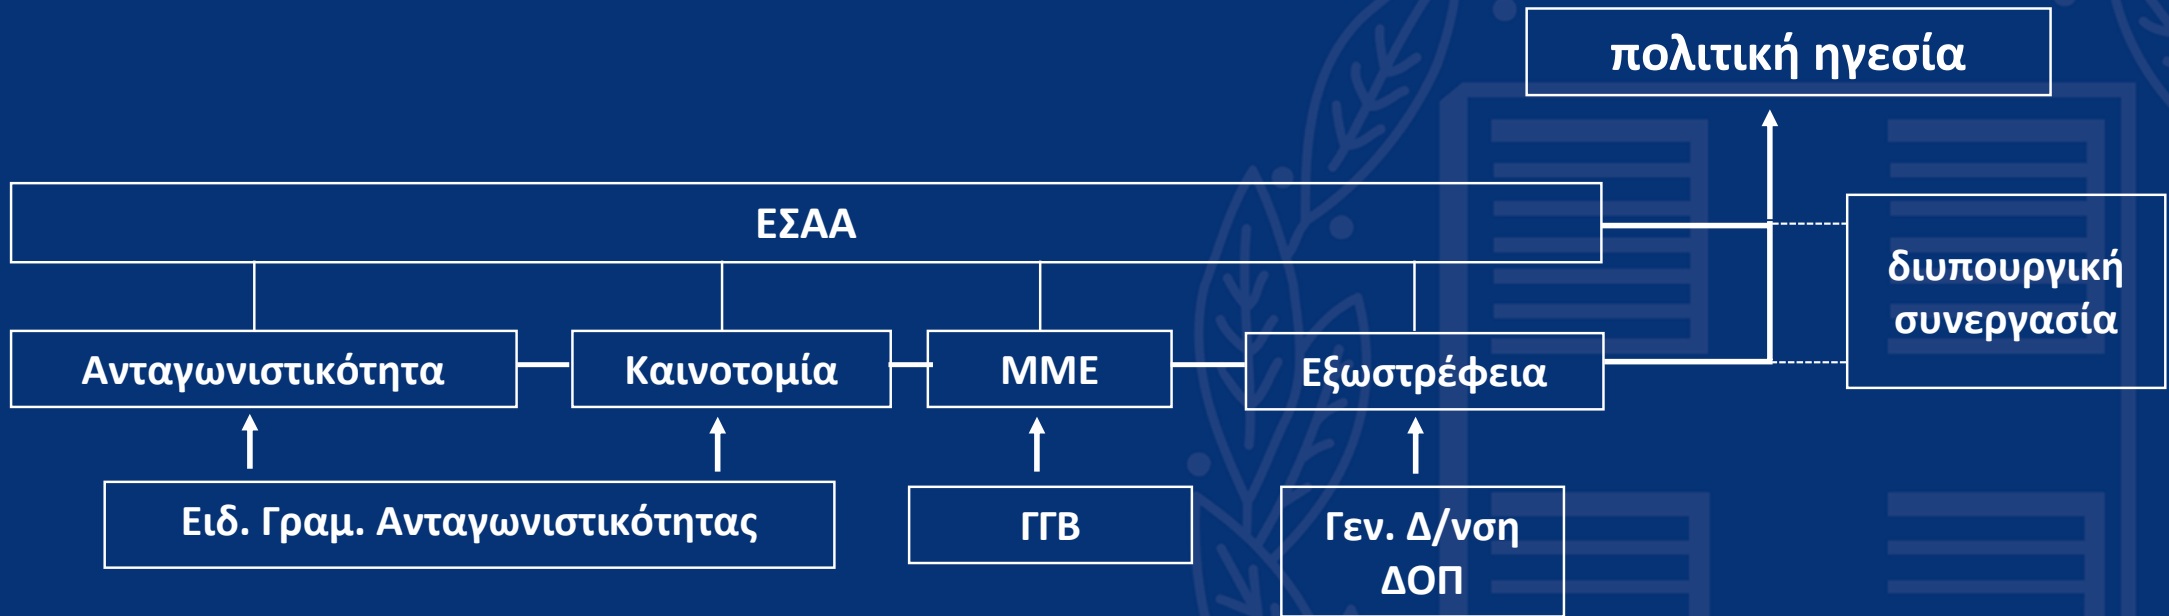 πολιτική ηγεσία
ΕΣΑΑ
διυπουργική
συνεργασία
Ανταγωνιστικότητα
Καινοτομία
ΜΜΕ
Εξωστρέφεια
Ειδ. Γραμ. Ανταγωνιστικότητας
ΓΓΒ
Γεν. Δ/νση
ΔΟΠ